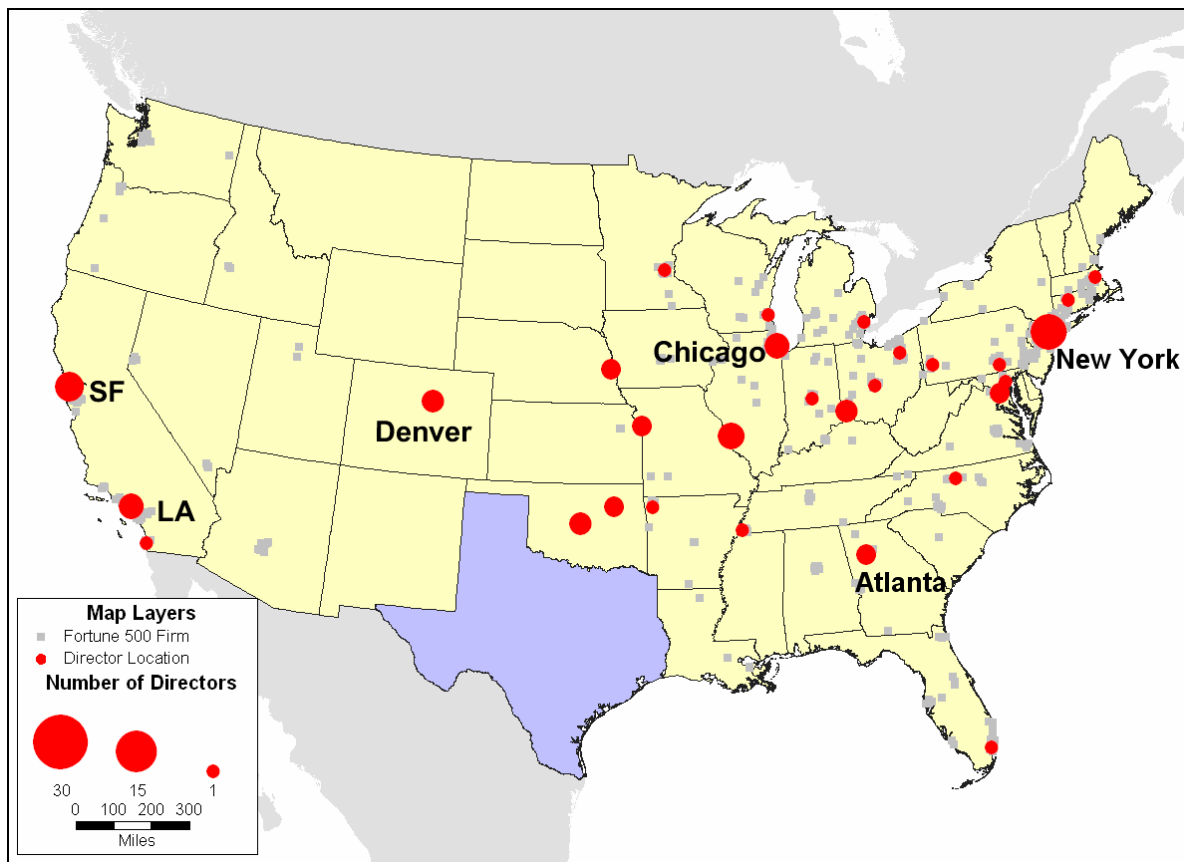 Chicago
New York
SF
Denver
LA
Atlanta
Map Layers
Fortune 500 Firm
Director Location
Number of Directors
30 15 1
0 100 200 300
Miles